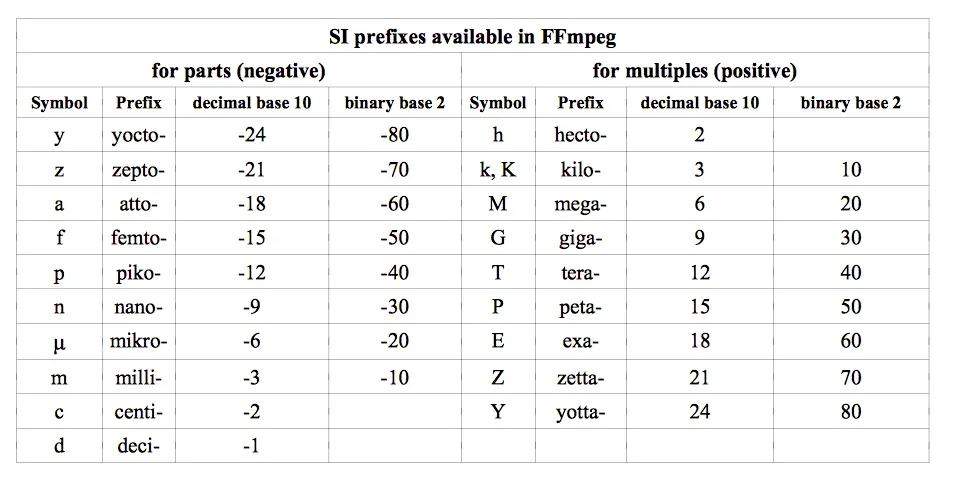 SI prefixes available in FFmpeg
for parts (negative) for multiples (positive)
Symbol Prefix decimal base 10 binary base 2 Symbol Prefix decimal base 10 binary base 2
y yocto- -24 -80 h hecto- 2
z zepto- -21 -70 k, K kilo- 3 10
a atto- -18 -60 M mega- 6 20
f femto- -15 -50 G giga- 9 30
p piko- -12 -40 T tera- 12 40
n nano- -9 -30 P peta- 15 50
μ mikro- -6 -20 E exa- 18 60
m milli- -3 -10 Z zetta- 21 70
c centi- -2 Y yotta- 24 80
d deci- -1